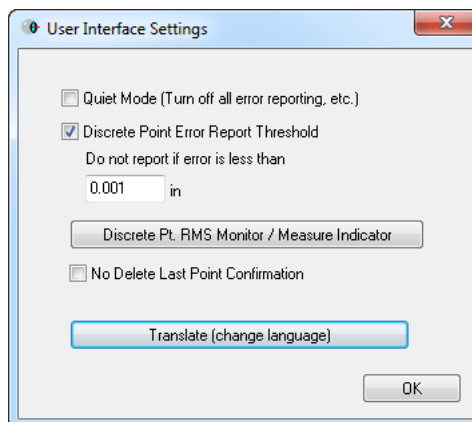 User Interface Settings
Quiet Mode (Turn off all error reporting, etc.)
Discrete Point Error Report Threshold
Do not report if error is less than
0.001 in
Discrete Pt. RMS Monitor / Measure Indicator
No Delete Last Point Confirmation
Translate (change language)
OK